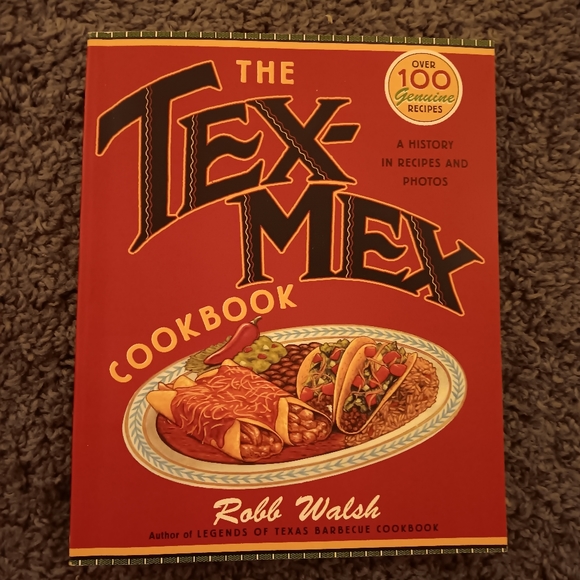 THE
TEX-
MEX
COOKBOOK
OVER
100
Genuine
RECIPES
A HISTORY
IN RECIPES AND
PHOTOS
Robb Walsh
Author of LEGENDS OF TEXAS BARBECUE COOKBOOK